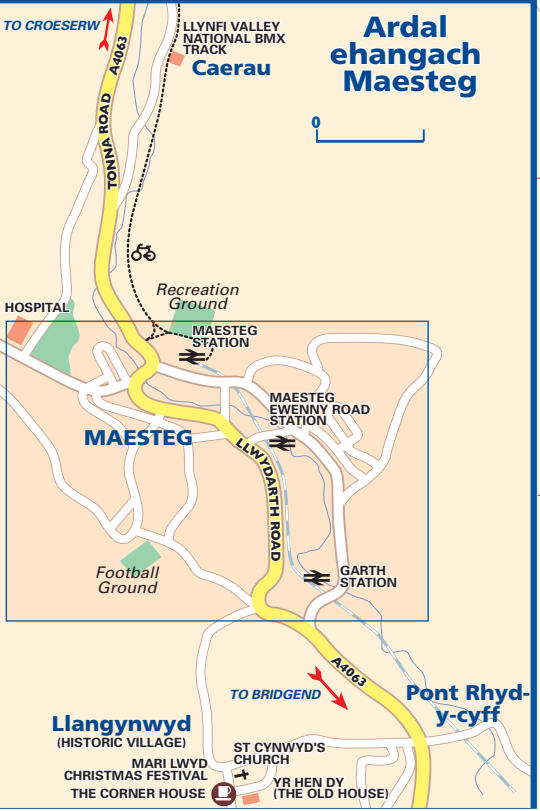 Ardal
ehangach
Maesteg
0
TO CROESERW
A4063
LLYNFI VALLEY
NATIONAL BMX
TRACK
Caerau
TONNA ROAD
Recreation
Ground
HOSPITAL
MAESTEG
STATION
MAESTEG
EWENNY ROAD
STATION
MAESTEG
LLWYDARTH ROAD
Football
Ground
GARTH
STATION
A4063
TO BRIDGEND
Pont Rhyd-
y-cyff
Llangynwyd
(HISTORIC VILLAGE)
ST CYNWYD'S
CHURCH
MARI LWYD
CHRISTMAS FESTIVAL
THE CORNER HOUSE
YR HEN DY
(THE OLD HOUSE)